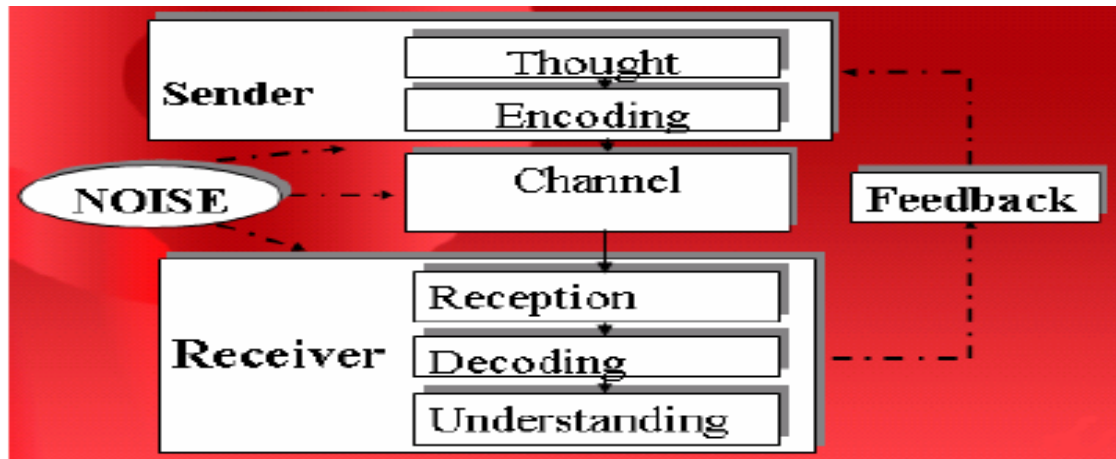 Thought
Sender
Encoding
Channel
NOISE
Feedback
Reception
Receiver
Decoding
Understanding